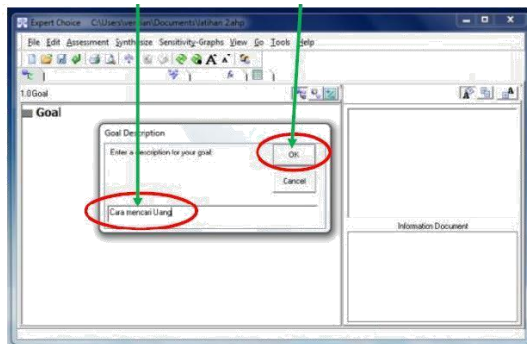 Expert Choice C:\Users\verdian\Documents\latihan 2.ahp
File Edit Assessment Synthesize Sensitivity-Graphs View Go Tools Help
1.0 Goal
Goal
Goal Description
Enter a description for your goal:
OK
Cancel
Cara mencari Uang
Information Document